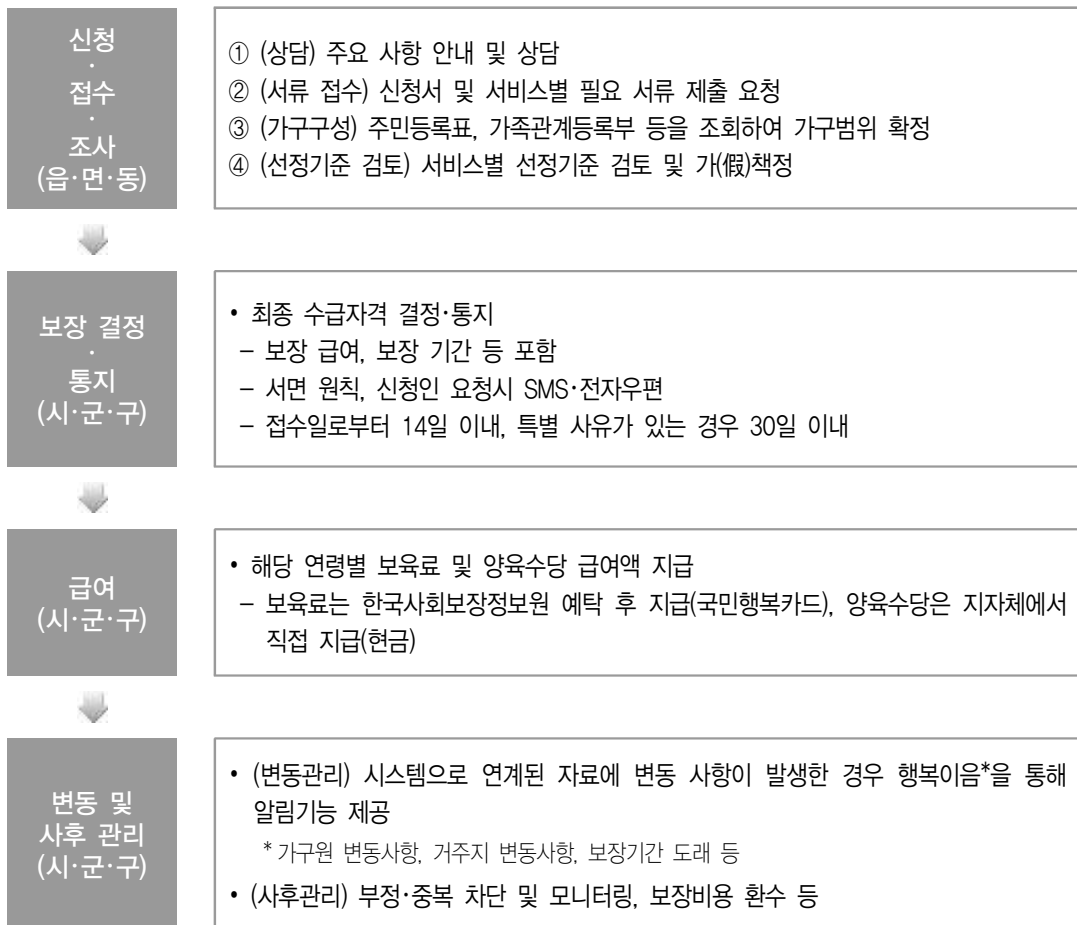 신청
·
접수
·
조사
(읍·면·동)
① (상담) 주요 사항 안내 및 상담
② (서류 접수) 신청서 및 서비스별 필요 서류 제출 요청
③ (가구구성) 주민등록표, 가족관계등록부 등을 조회하여 가구범위 확정
④ (선정기준 검토) 서비스별 선정기준 검토 및 가(假)책정
보장 결정
·
통지
(시·군·구)
• 최종 수급자격 결정·통지
– 보장 급여, 보장 기간 등 포함
– 서면 원칙, 신청인 요청시 SMS·전자우편
– 접수일로부터 14일 이내, 특별 사유가 있는 경우 30일 이내
급여
(시·군·구)
• 해당 연령별 보육료 및 양육수당 급여액 지급
– 보육료는 한국사회보장정보원 예탁 후 지급(국민행복카드), 양육수당은 지자체에서
직접 지급(현금)
변동 및
사후 관리
(시·군·구)
• (변동관리) 시스템으로 연계된 자료에 변동 사항이 발생한 경우 행복이음*을 통해
알림기능 제공
* 가구원 변동사항, 거주지 변동사항, 보장기간 도래 등
• (사후관리) 부정·중복 차단 및 모니터링, 보장비용 환수 등